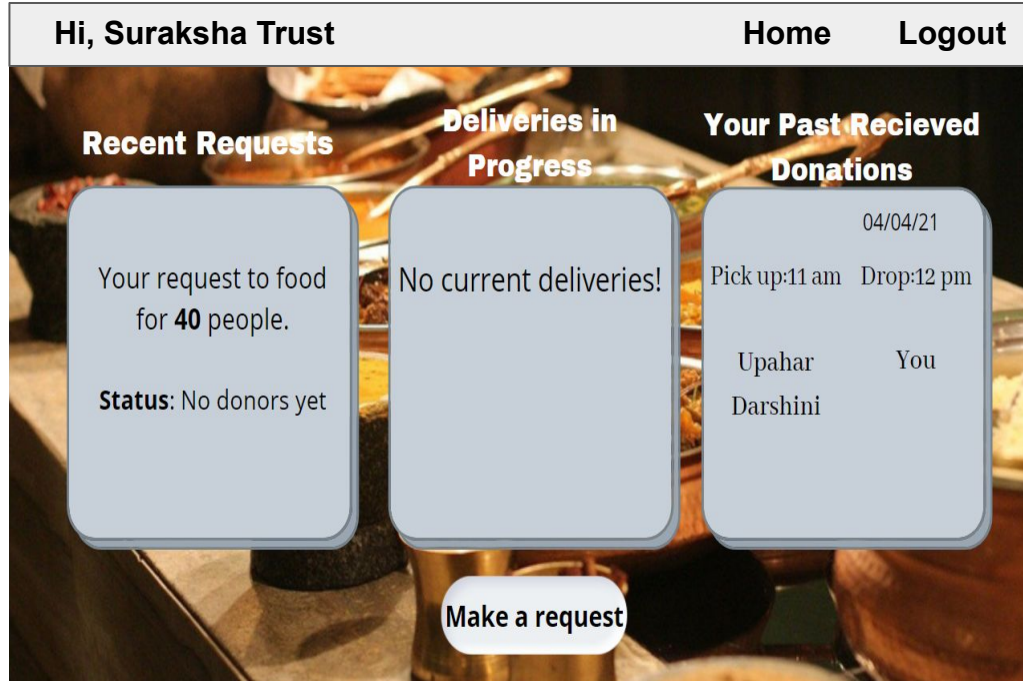 Hi, Suraksha Trust
Home
Logout
Recent Requests
Your request to food
for 40 people.
Status: No donors yet
Deliveries in
Progress
No current deliveries!
Your Past Recieved
Donations
04/04/21
Pick up:11 am Drop:12 pm
Upahar You
Darshini
Make a request